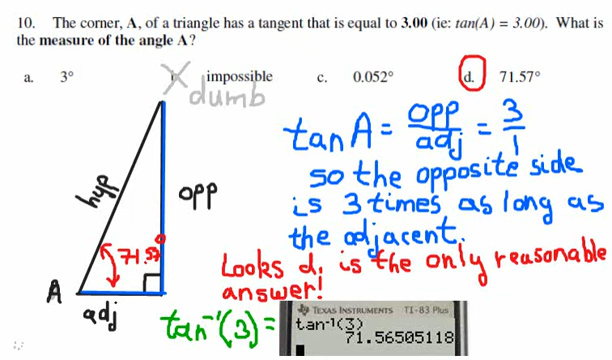 10. The corner, A, of a triangle has a tangent that is equal to 3.00 (ie: tan(A) = 3.00). What is
the measure of the angle A?
a. 3° impossible c. 0.052° d. 71.57°
dumb
tan A = opp/adj = 3/1
so the opposite side
is 3 times as long as
the adjacent.
hyp
opp
71.57°
Looks d. is the only reasonable
answer!
A
adj
tan⁻¹(3) =
TEXAS INSTRUMENTS TI-83 Plus
tan⁻¹(3)
71.56505118